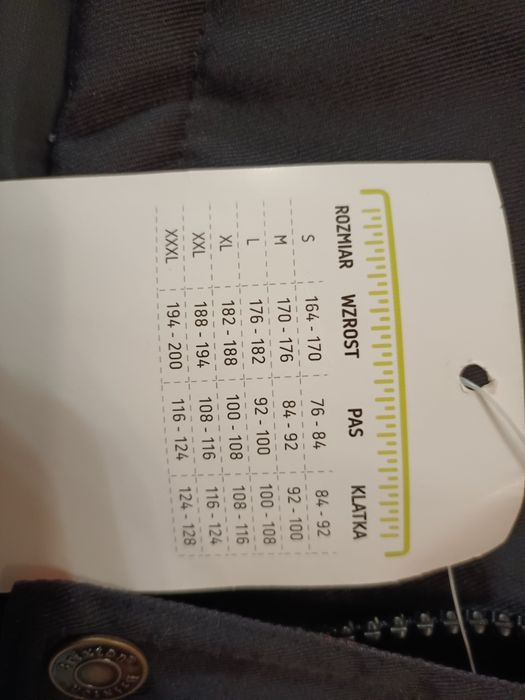 ROZMIAR WZROST PAS KLATKA
S 164 - 170 76 - 84 84 - 92
M 170 - 176 84 - 92 92 - 100
L 176 - 182 92 - 100 100 - 108
XL 182 - 188 100 - 108 108 - 116
XXL 188 - 194 108 - 116 116 - 124
XXXL 194 - 200 116 - 124 124 - 128